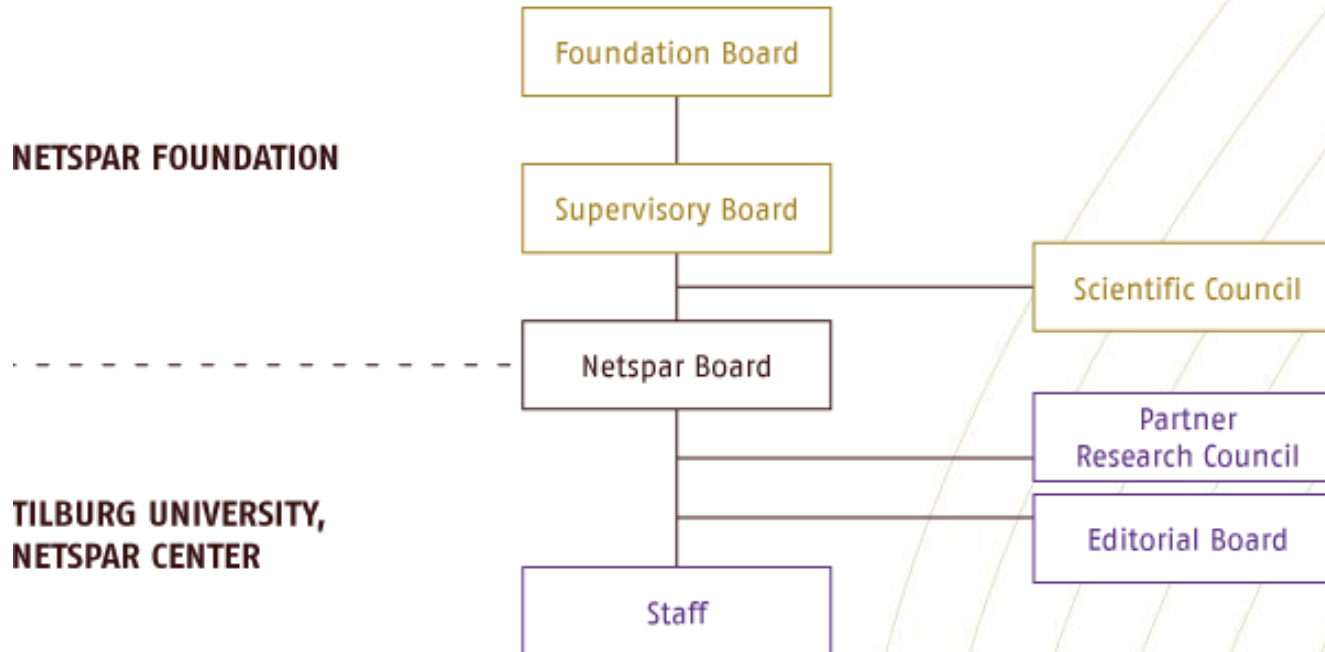 Foundation Board
NETSPAR FOUNDATION
Supervisory Board
Scientific Council
Netspar Board
Partner
Research Council
TILBURG UNIVERSITY,
NETSPAR CENTER
Editorial Board
Staff